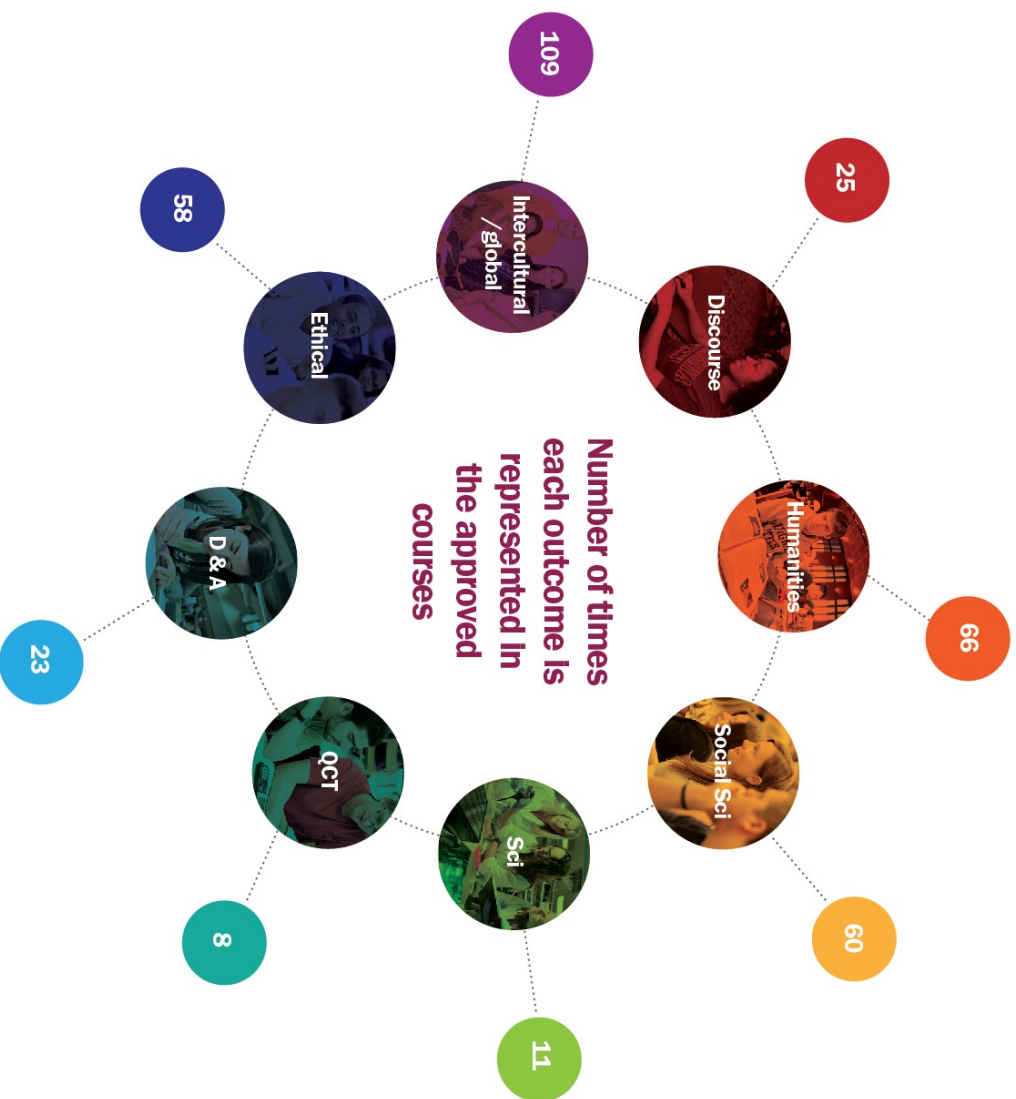 Number of times
each outcome is
represented in
the approved
courses
Discourse
25
Humanities
66
Social Sci
60
Sci
11
QCT
8
D & A
23
Ethical
58
Intercultural
/global
109